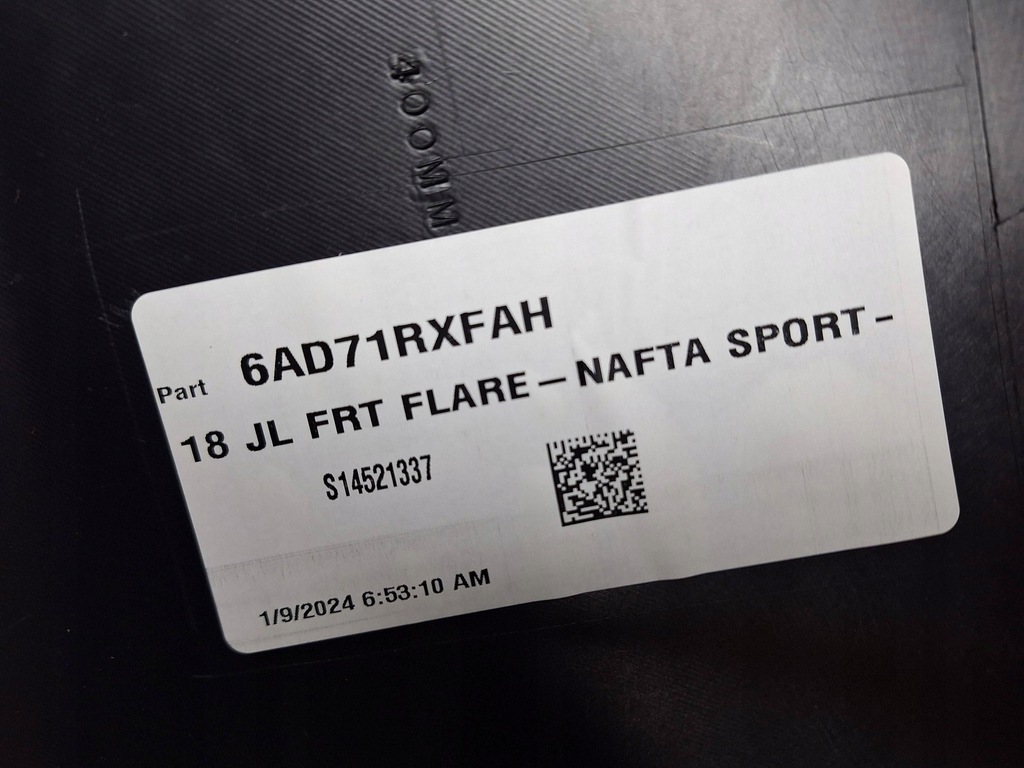 400MM
Part 6AD71RXFAH
18 JL FRT FLARE – NAFTA SPORT -
S14521337
1/9/2024 6:53:10 AM